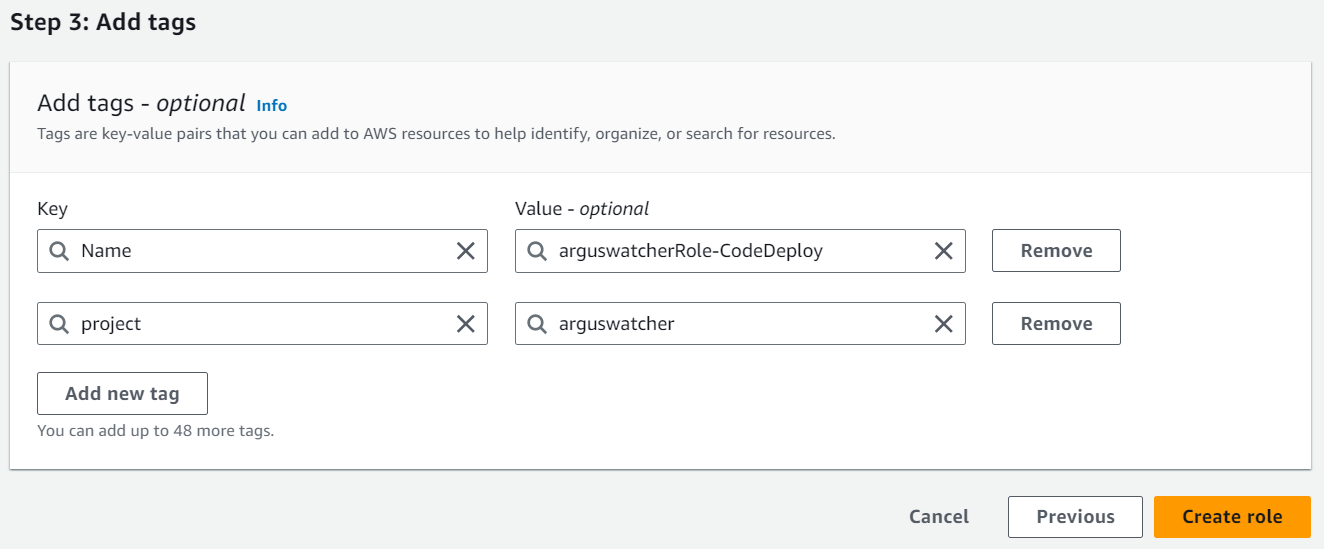 Step 3: Add tags
Add tags - optional Info
Tags are key-value pairs that you can add to AWS resources to help identify, organize, or search for resources.
Key Value - optional
Name arguswatcherRole-CodeDeploy Remove
project arguswatcher Remove
Add new tag
You can add up to 48 more tags.
Cancel Previous Create role